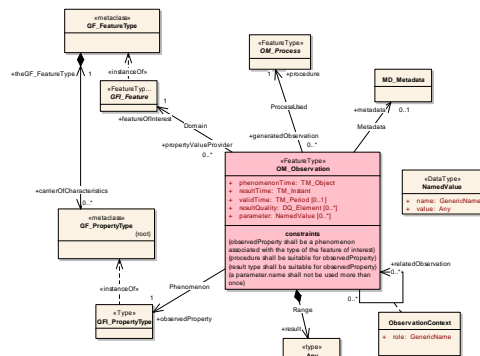 «metaclass»
GF_FeatureType
+theGF_FeatureType
1
«instanceOf»
«FeatureTyp...
GFI_Feature
+featureOfInterest
1
Domain
+propertyValueProvider
0..*
«FeatureType»
OM_Process
1
+procedure
ProcessUsed
+generatedObservation
0..*
MD_Metadata
+metadata
0..1
Metadata
«FeatureType»
OM_Observation
+ phenomenonTime: TM_Object
+ resultTime: TM_Instant
+ validTime: TM_Period [0..1]
+ resultQuality: DQ_Element [0..*]
+ parameter: NamedValue [0..*]
constraints
{observedProperty shall be a phenomenon
associated with the type of the feature of interest}
{procedure shall be suitable for observedProperty}
{result type shall be suitable for observedProperty}
{a parameter.name shall not be used more than
once}
«DataType»
NamedValue
+ name: GenericName
+ value: Any
+carrierOfCharacteristics
0..*
«metaclass»
GF_PropertyType
{root}
«instanceOf»
Phenomenon
1
+observedProperty
«Type»
GFI_PropertyType
+relatedObservation
0..*
0..*
ObservationContext
+ role: GenericName
Range
+result
«type»
Any